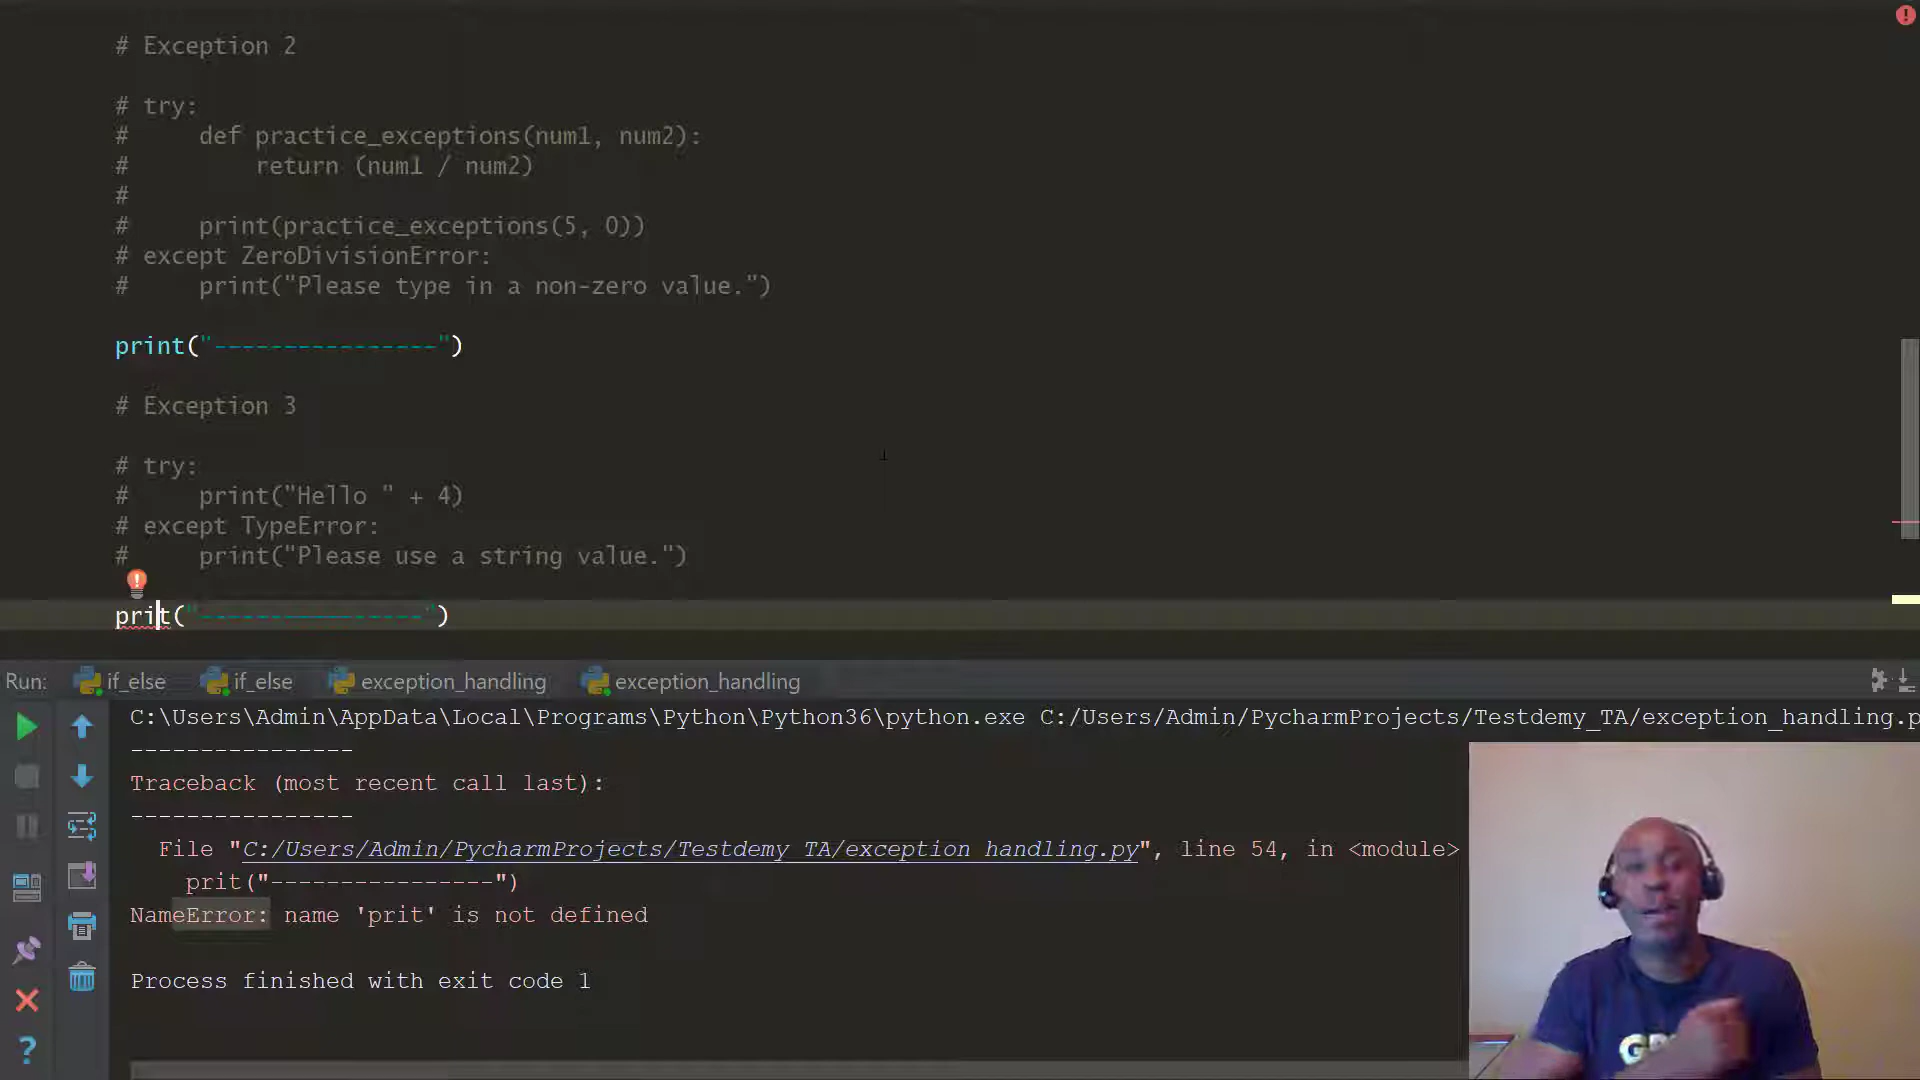 # Exception 2
# try:
#     def practice_exceptions(num1, num2):
#         return (num1 / num2)
#
#     print(practice_exceptions(5, 0))
# except ZeroDivisionError:
#     print("Please type in a non-zero value.")
print("----------------")
# Exception 3
# try:
#     print("Hello " + 4)
# except TypeError:
#     print("Please use a string value.")
prit("----------------")
Run: if_else if_else exception_handling exception_handling
C:\Users\Admin\AppData\Local\Programs\Python\Python36\python.exe C:/Users/Admin/PycharmProjects/Testdemy_TA/exception_handling.p
----------------
Traceback (most recent call last):
----------------
File "C:/Users/Admin/PycharmProjects/Testdemy_TA/exception_handling.py", line 54, in <module>
prit("----------------")
NameError: name 'prit' is not defined
Process finished with exit code 1